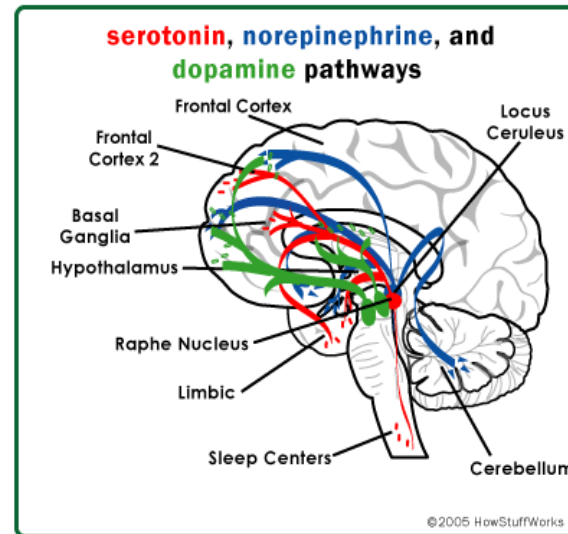 serotonin, norepinephrine, and
dopamine pathways
Frontal Cortex
Locus
Ceruleus
Frontal
Cortex 2
Basal
Ganglia
Hypothalamus
Raphe Nucleus
Limbic
Sleep Centers
Cerebellum
©2005 HowStuffWorks